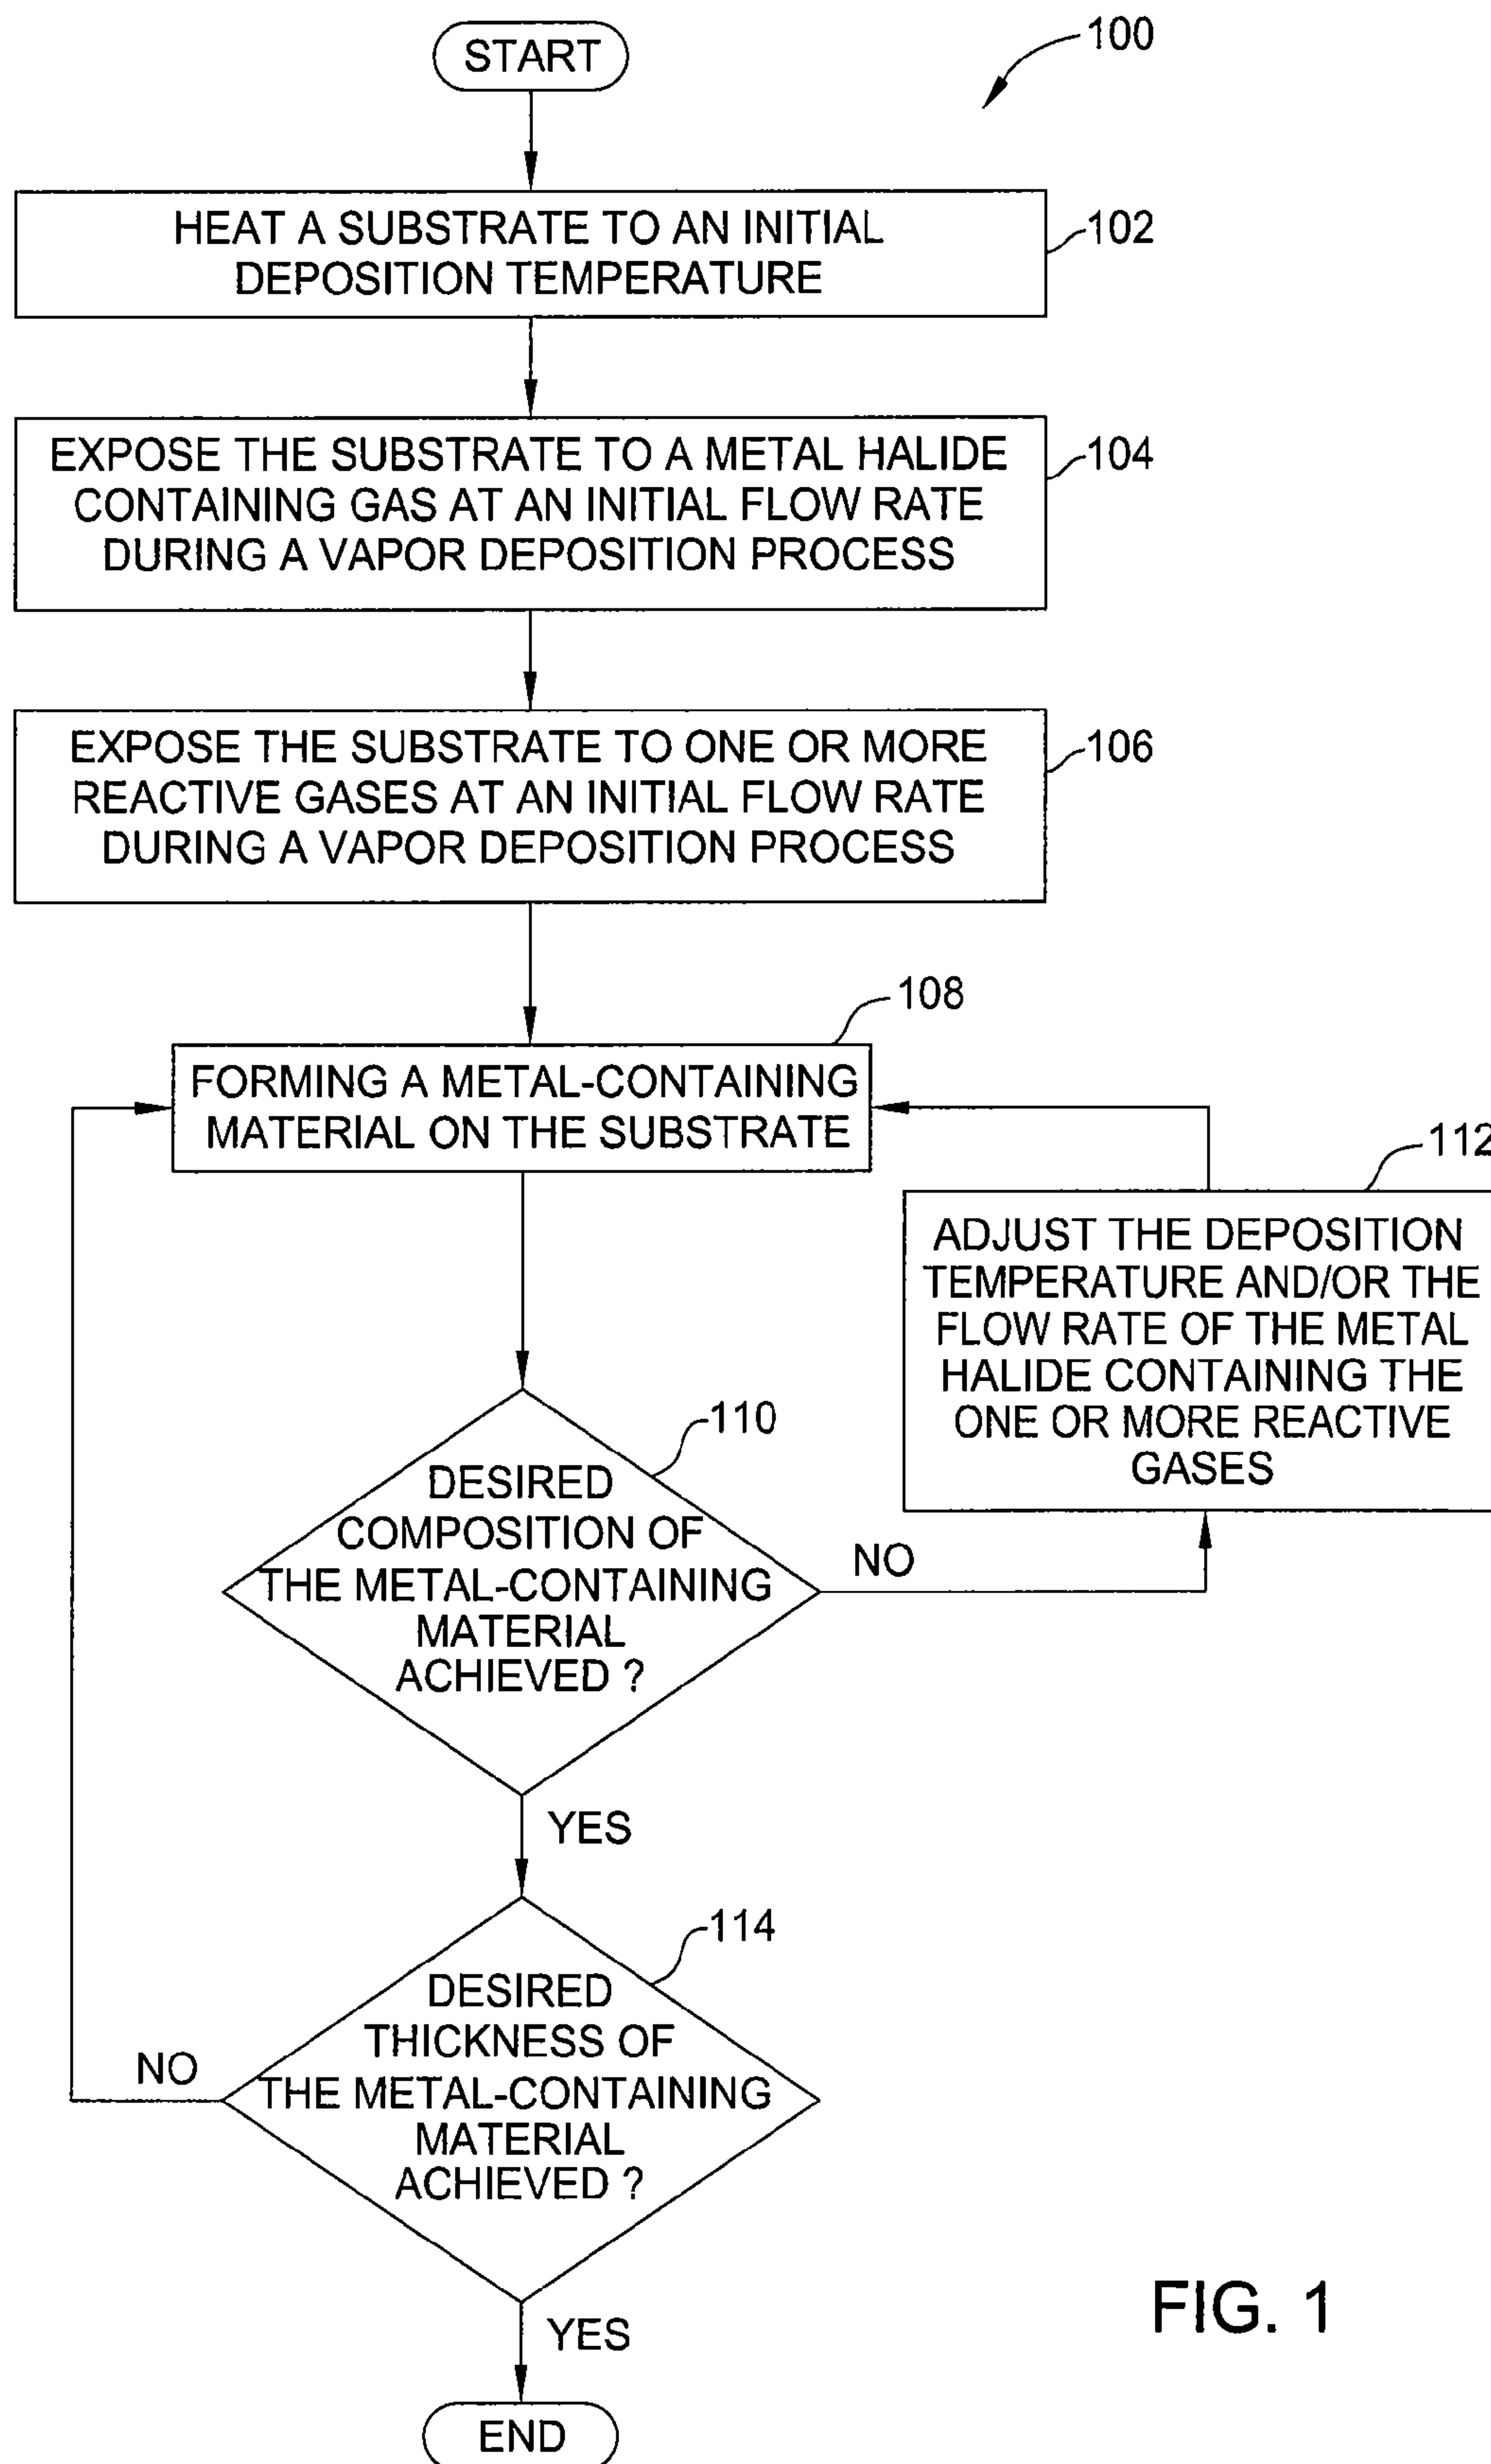 START
100
HEAT A SUBSTRATE TO AN INITIAL
DEPOSITION TEMPERATURE
102
EXPOSE THE SUBSTRATE TO A METAL HALIDE
CONTAINING GAS AT AN INITIAL FLOW RATE
DURING A VAPOR DEPOSITION PROCESS
104
EXPOSE THE SUBSTRATE TO ONE OR MORE
REACTIVE GASES AT AN INITIAL FLOW RATE
DURING A VAPOR DEPOSITION PROCESS
106
108
FORMING A METAL-CONTAINING
MATERIAL ON THE SUBSTRATE
112
ADJUST THE DEPOSITION
TEMPERATURE AND/OR THE
FLOW RATE OF THE METAL
HALIDE CONTAINING THE
ONE OR MORE REACTIVE
GASES
110
DESIRED
COMPOSITION OF
THE METAL-CONTAINING
MATERIAL
ACHIEVED ?
NO
YES
114
DESIRED
THICKNESS OF
THE METAL-CONTAINING
MATERIAL
ACHIEVED ?
NO
YES
END
FIG. 1